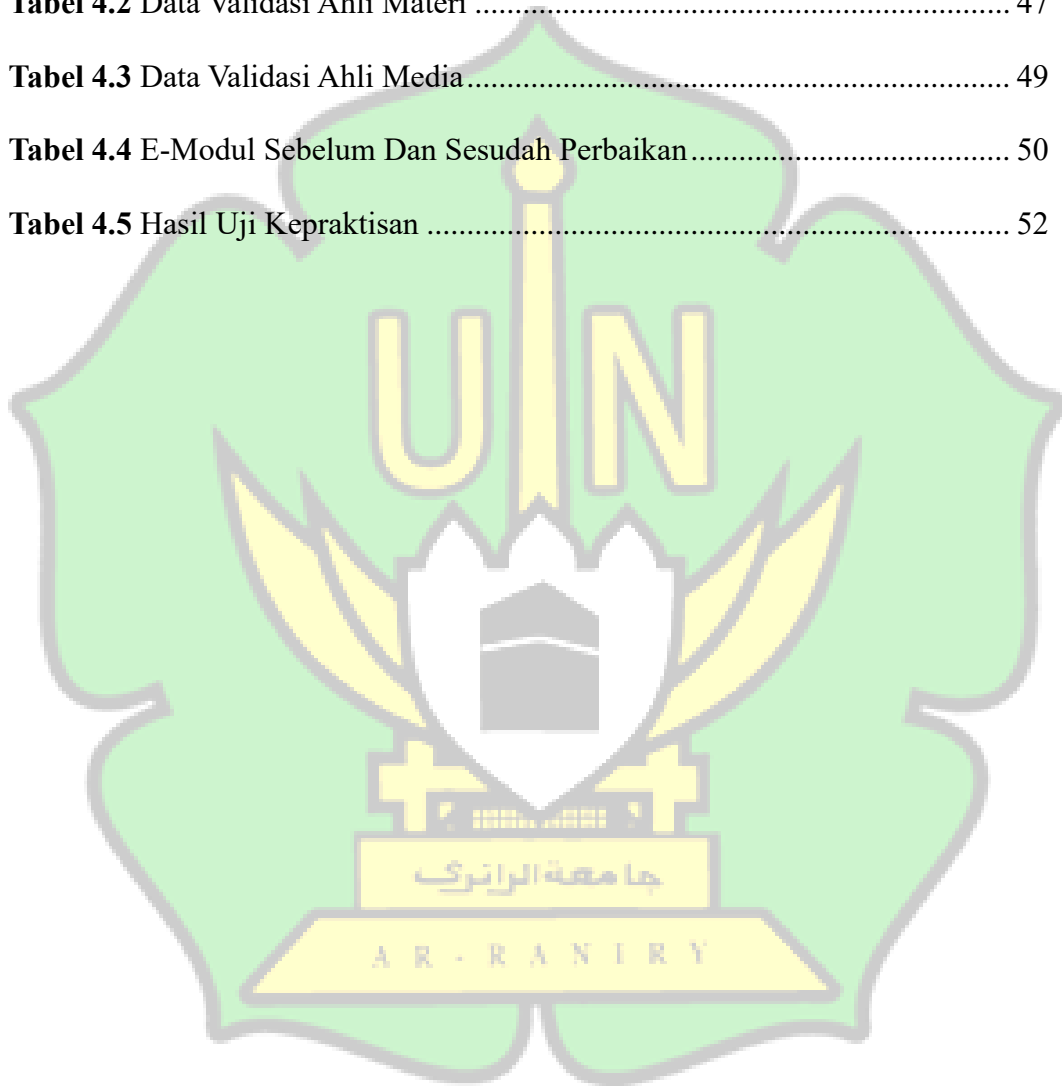 Tabel 4.2 Data Validasi Ahli Materi .................................................................... 47
Tabel 4.3 Data Validasi Ahli Media ..................................................................... 49
Tabel 4.4 E-Modul Sebelum Dan Sesudah Perbaikan ........................................ 50
Tabel 4.5 Hasil Uji Kepraktisan .......................................................................... 52
UIN
جامعة الرانري
AR-RANIRY